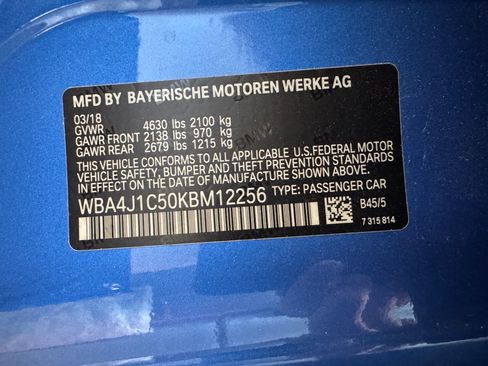 MFD BY BAYERISCHE MOTOREN WERKE AG
03/18
GVWR 4630 lbs 2100 kg
GAWR FRONT 2138 lbs 970 kg
GAWR REAR 2679 lbs 1215 kg
THIS VEHICLE CONFORMS TO ALL APPLICABLE U.S.FEDERAL MOTOR
VEHICLE SAFETY, BUMPER AND THEFT PREVENTION STANDARDS
IN EFFECT ON THE DATE OF MANUFACTURE SHOWN ABOVE.
WBA4J1C50KBM12256 TYPE: PASSENGER CAR
B45/5
7 315 814